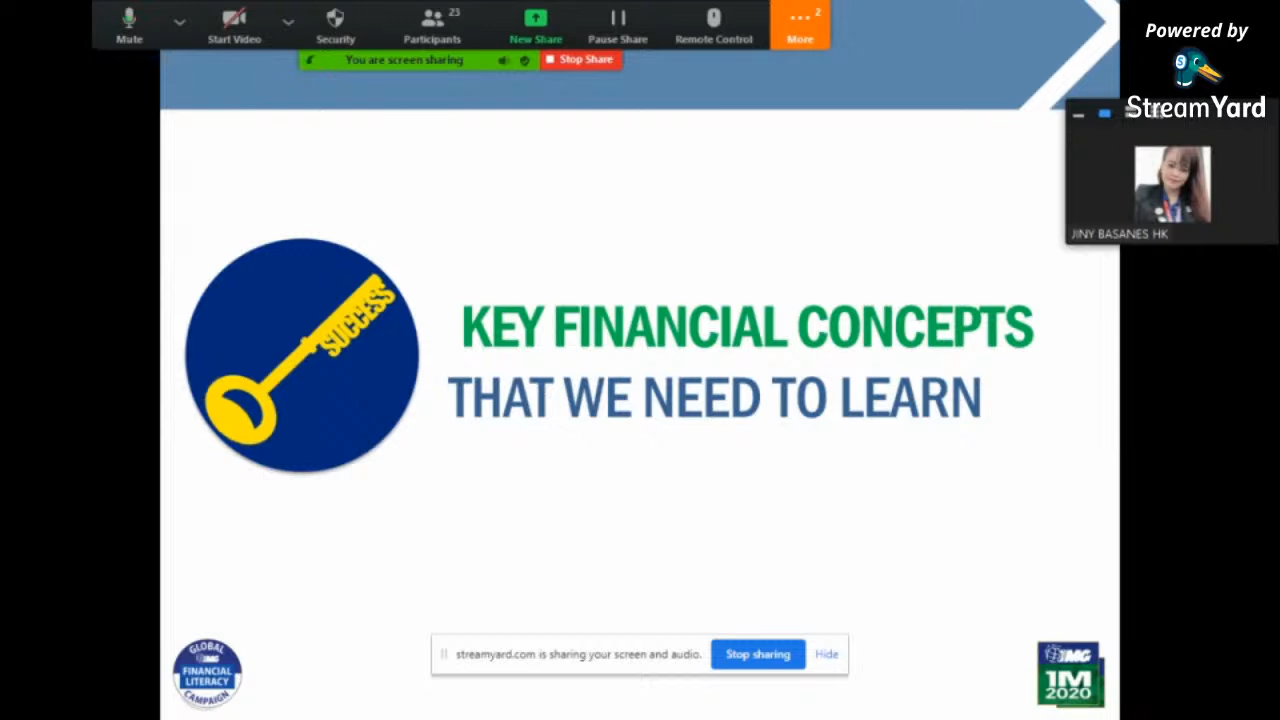 Mute
Start Video
Security
Participants
23
New Share
Pause Share
Remote Control
More
2
You are screen sharing
Stop Share
Powered by
StreamYard
JINY BASANES HK
SUCCESS
KEY FINANCIAL CONCEPTS
THAT WE NEED TO LEARN
streamyard.com is sharing your screen and audio.
Stop sharing
Hide
GLOBAL
IMG
FINANCIAL
LITERACY
CAMPAIGN
IMG
1M
2020